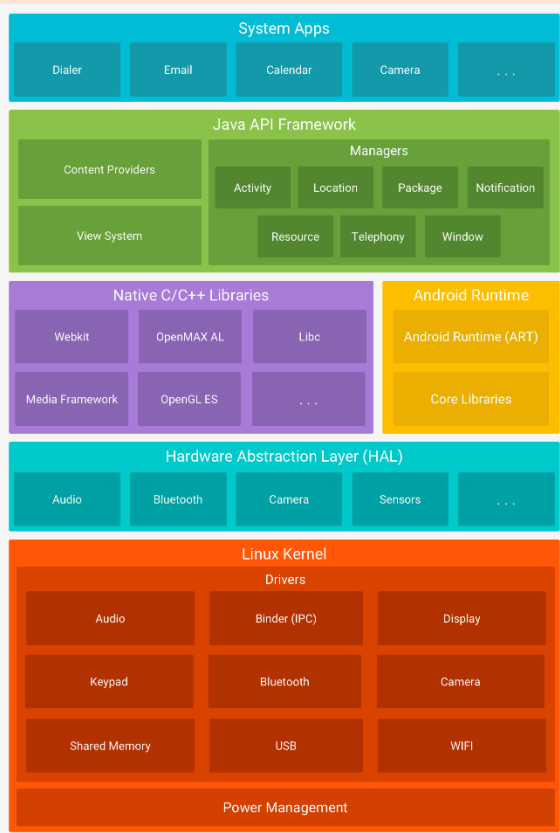 System Apps
Dialer
Email
Calendar
Camera
. . .
Java API Framework
Content Providers
View System
Managers
Activity
Location
Package
Notification
Resource
Telephony
Window
Native C/C++ Libraries
Webkit
OpenMAX AL
Libc
Media Framework
OpenGL ES
. . .
Android Runtime
Android Runtime (ART)
Core Libraries
Hardware Abstraction Layer (HAL)
Audio
Bluetooth
Camera
Sensors
. . .
Linux Kernel
Drivers
Audio
Binder (IPC)
Display
Keypad
Bluetooth
Camera
Shared Memory
USB
WIFI
Power Management